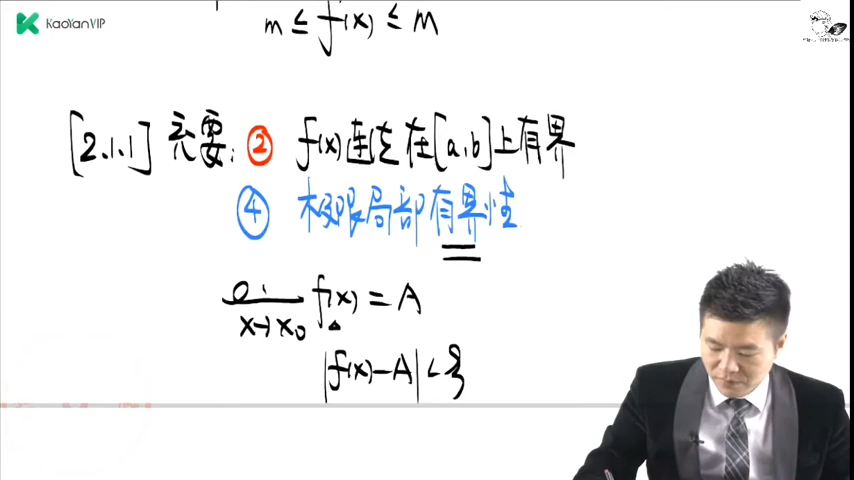 KaoYanVIP
m ≤ f(x) ≤ M
[2.1.1] 充要: ② f(x)连续在[a,b]上有界
④ 极限局部有界性
x→x₀ f(x) = A
|f(x)-A| < ε